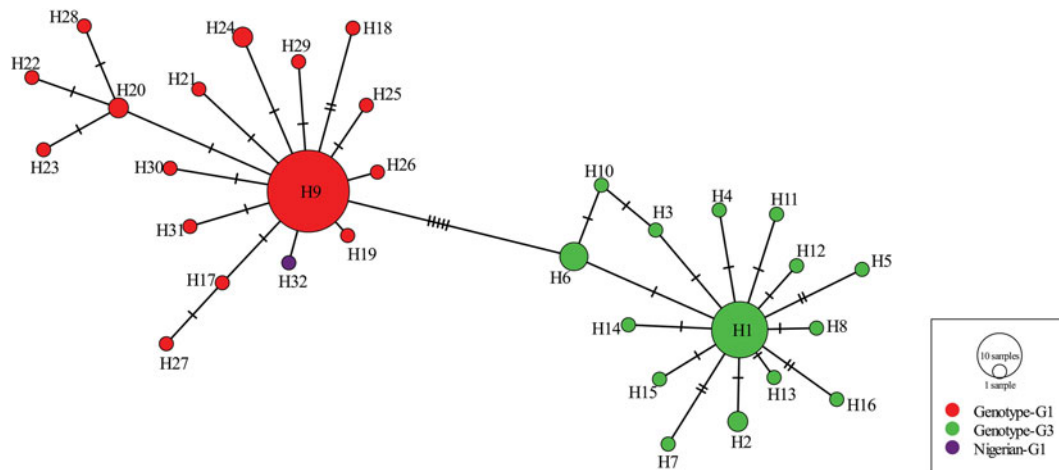 H28
H24
H18
H29
H22
H20
H21
H25
H23
H30
H26
H9
H10
H4
H11
H3
H31
H19
H12
H6
H5
H17
H32
H14
H1
H8
H27
H15
H13
H16
H2
H7
10 samples
1 sample
Genotype-G1
Genotype-G3
Nigerian-G1